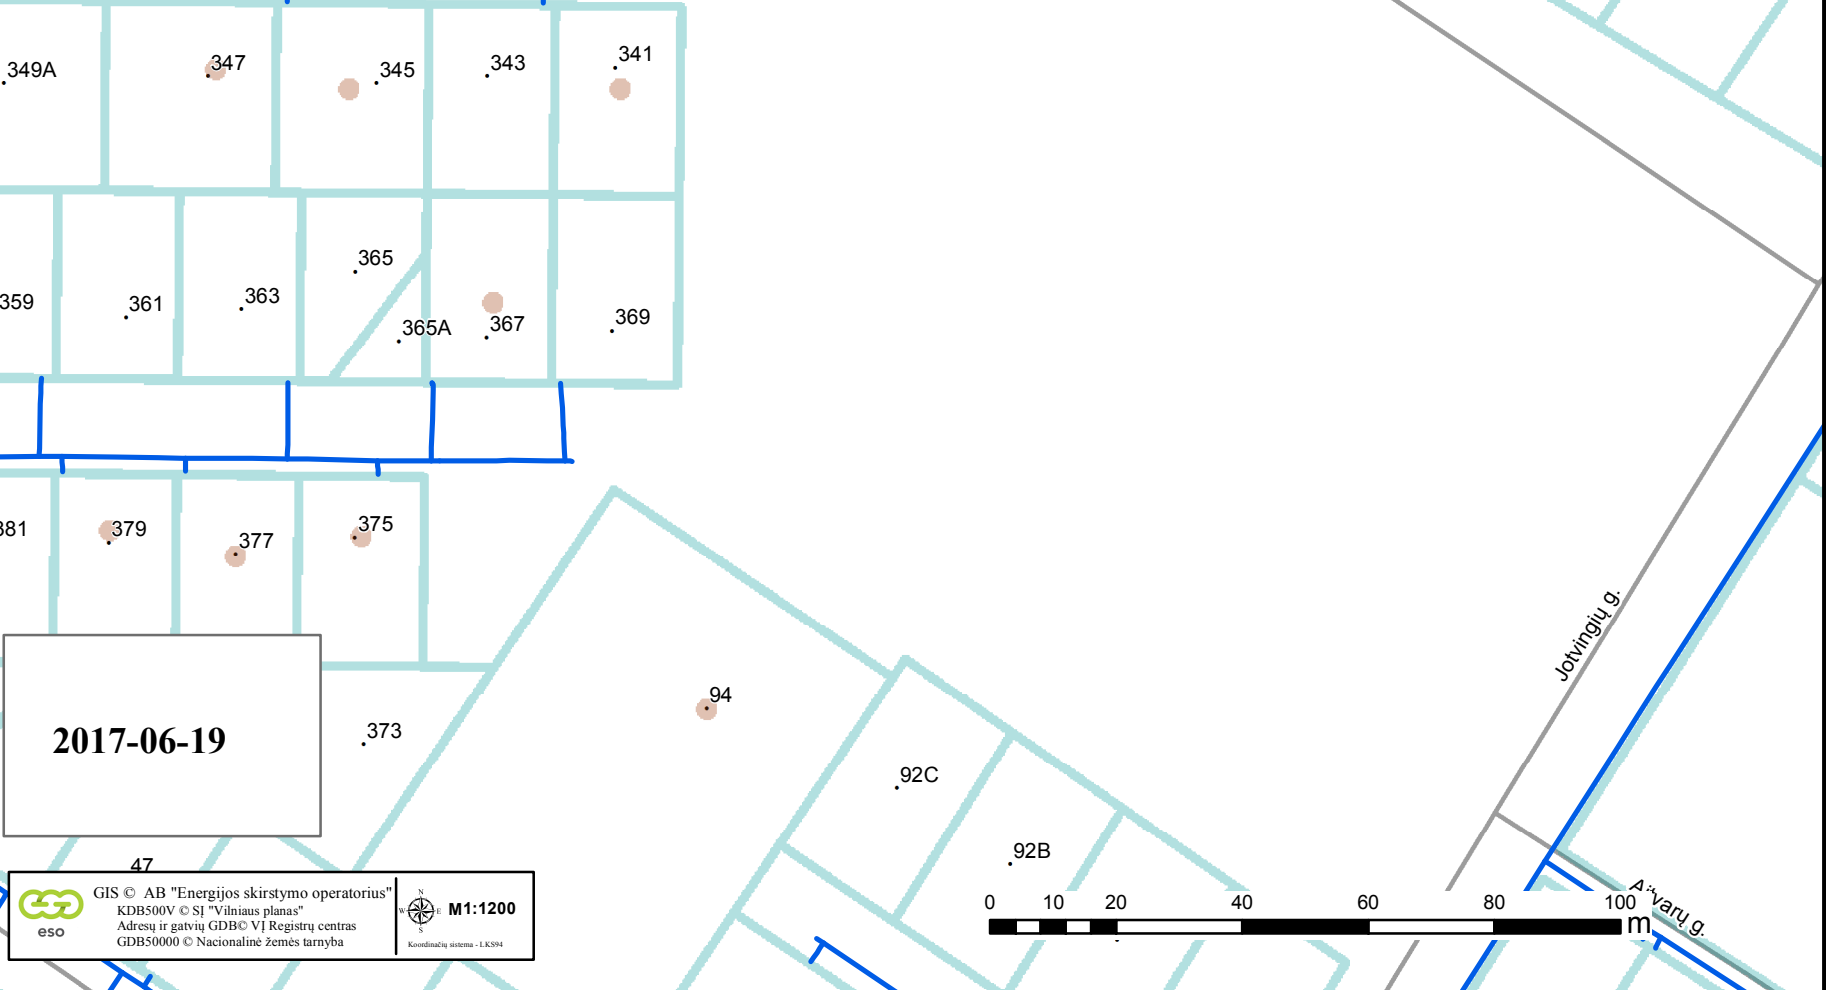 341
347
343
349A
345
365
363
359
361
365A
367
369
375
379
381
377
Jotvingių g.
94
373
2017-06-19
92C
92B
47
GIS © AB "Energijos skirstymo operatorius"
KDB500V © SĮ "Vilniaus planas"
Adresų ir gatvių GDB© VĮ Registrų centras
GDB50000 © Nacionalinė žemės tarnyba
eso
N
W E
S
M1:1200
Koordinačių sistema - LKS94
0 10 20 40 60 80 100
m
Aitvarų g.